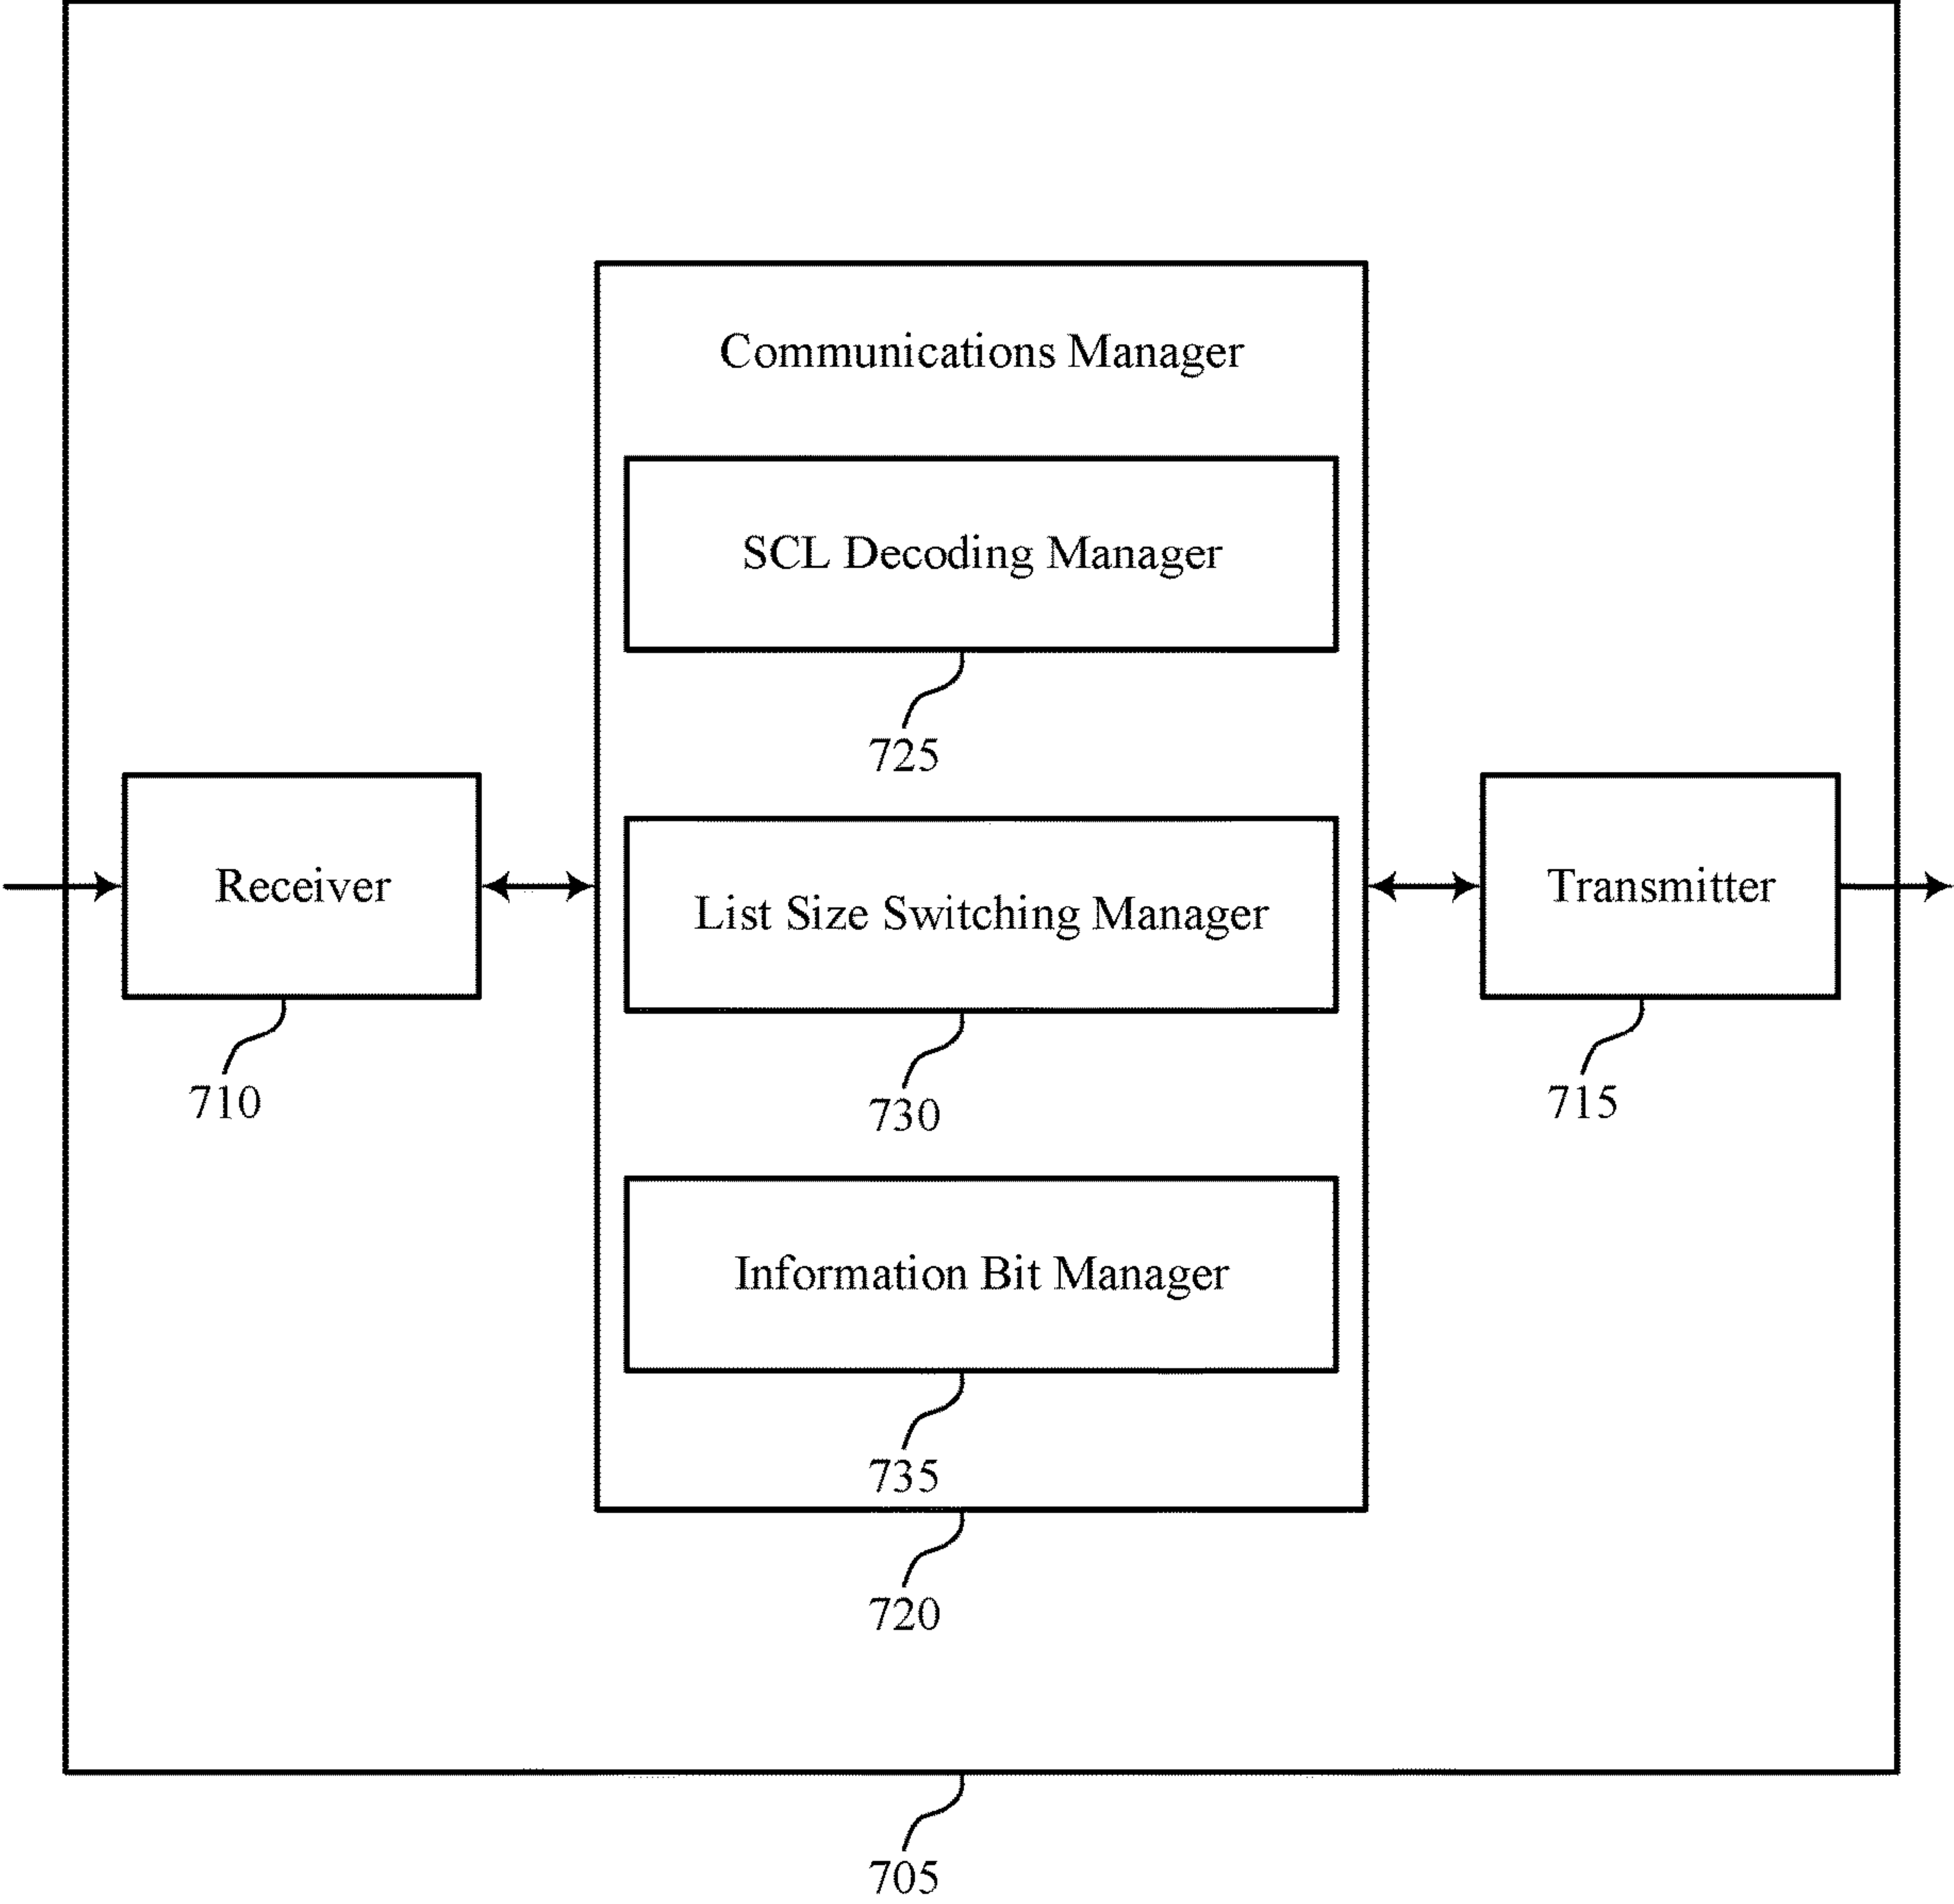 Communications Manager
SCL Decoding Manager
725
Receiver
710
List Size Switching Manager
730
Transmitter
715
Information Bit Manager
735
720
705